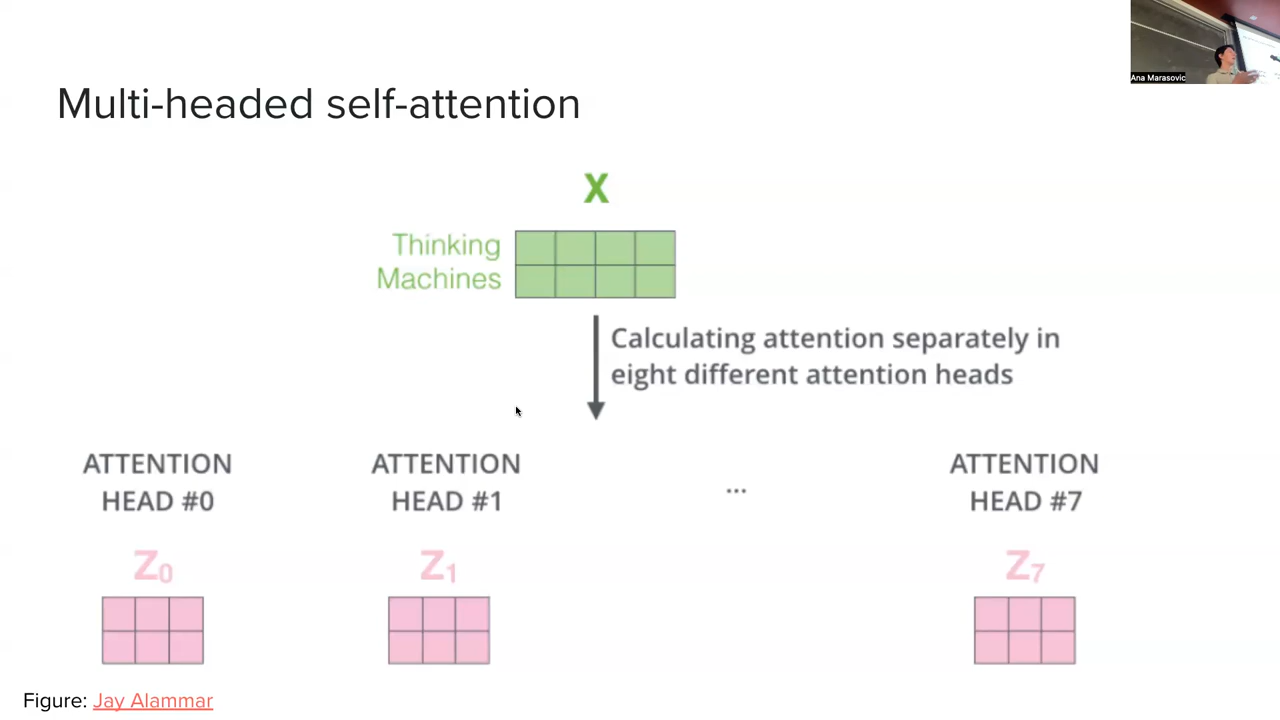 Ana Marasovic
Multi-headed self-attention
X
Thinking
Machines
Calculating attention separately in
eight different attention heads
ATTENTION
HEAD #0
ATTENTION
HEAD #1
...
ATTENTION
HEAD #7
Z0
Z1
Z7
Figure: Jay Alammar